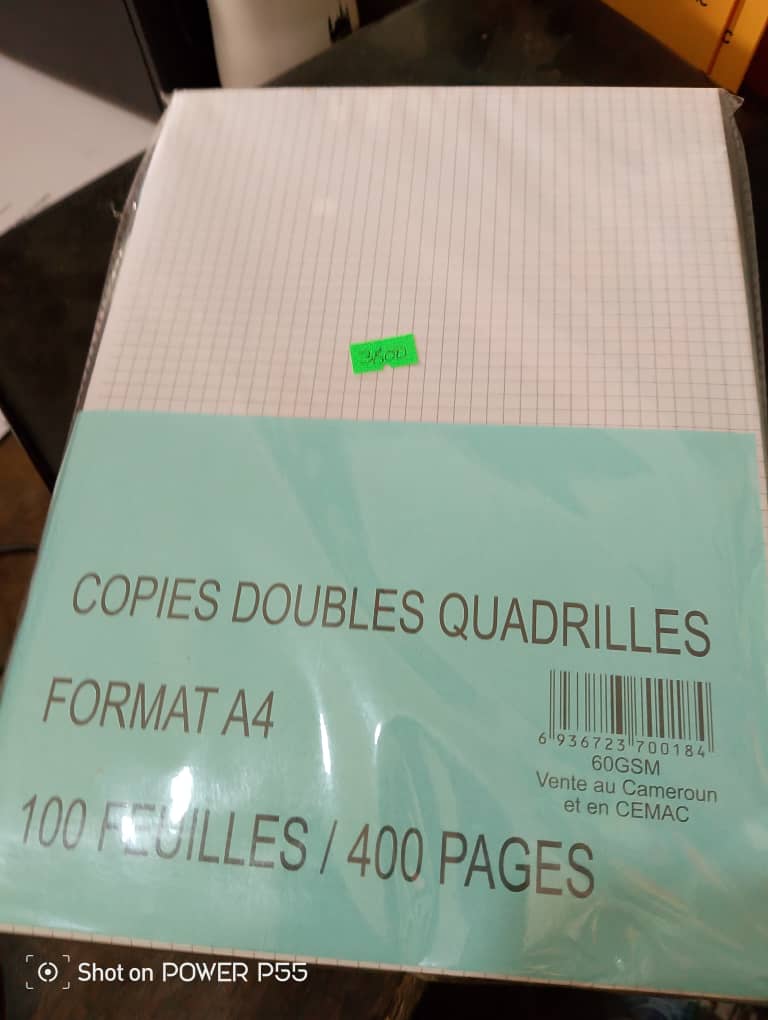 COPIES DOUBLES QUADRILLES
FORMAT A4
6 936723 700184
60GSM
Vente au Cameroun
et en CEMAC
100 FEUILLES / 400 PAGES
Shot on POWER P55